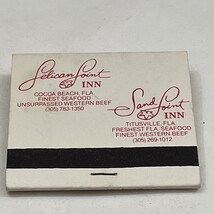 Pelican Point
INN
COCOA BEACH, FLA.
FINEST SEAFOOD
UNSURPASSED WESTERN BEEF
(305) 783-1350
Sand Point
INN
TITUSVILLE, FLA.
FRESHEST FLA. SEAFOOD
FINEST WESTERN BEEF
(305) 269-1012